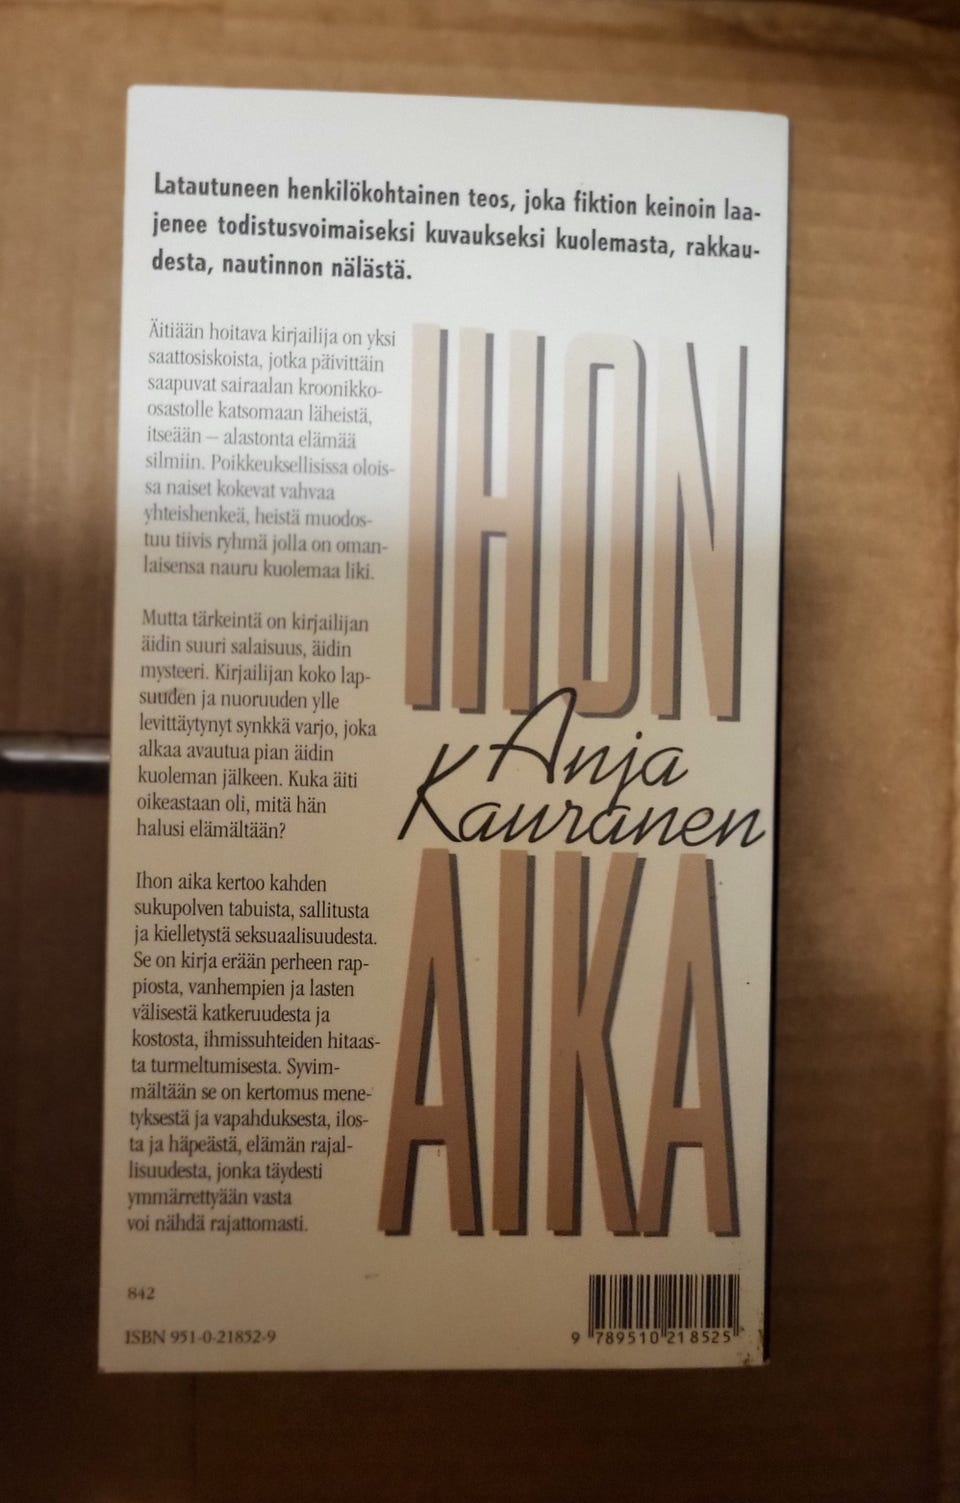 Latautuneen henkilökohtainen teos, joka fiktion keinoin laa-
jenee todistusvoimaiseksi kuvaukseksi kuolemasta, rakkau-
desta, nautinnon nälästä.
Äitiään hoitava kirjailija on yksi
saattosiskoista, jotka päivittäin
saapuvat sairaalan kroonikko-
osastolle katsomaan läheistä,
itseään – alastonta elämää
silmiin. Poikkeuksellisissa olois-
sa naiset kokevat vahvaa
yhteishenkeä, heistä muodos-
tuu tiivis ryhmä jolla on oman-
laisensa nauru kuolemaa liki.
Mutta tärkeintä on kirjailijan
äidin suuri salaisuus, äidin
mysteeri. Kirjailijan koko lap-
suuden ja nuoruuden ylle
levittäytynyt synkkä varjo, joka
alkaa avautua pian äidin
kuoleman jälkeen. Kuka äiti
oikeastaan oli, mitä hän
halusi elämältään?
Ihon aika kertoo kahden
sukupolven tabuista, sallitusta
ja kielletystä seksuaalisuudesta.
Se on kirja erään perheen rap-
piosta, vanhempien ja lasten
välisestä katkeruudesta ja
kostosta, ihmissuhteiden hitaas-
ta turmeltumisesta. Syvim-
mältään se on kertomus mene-
tyksestä ja vapahduksesta, ilos-
ta ja häpeästä, elämän rajal-
lisuudesta, jonka täydesti
ymmärrettyään vasta
voi nähdä rajattomasti.
IHON
Anja
Kauranen
AIKA
842
ISBN 951-0-21852-9
9 789510 218525